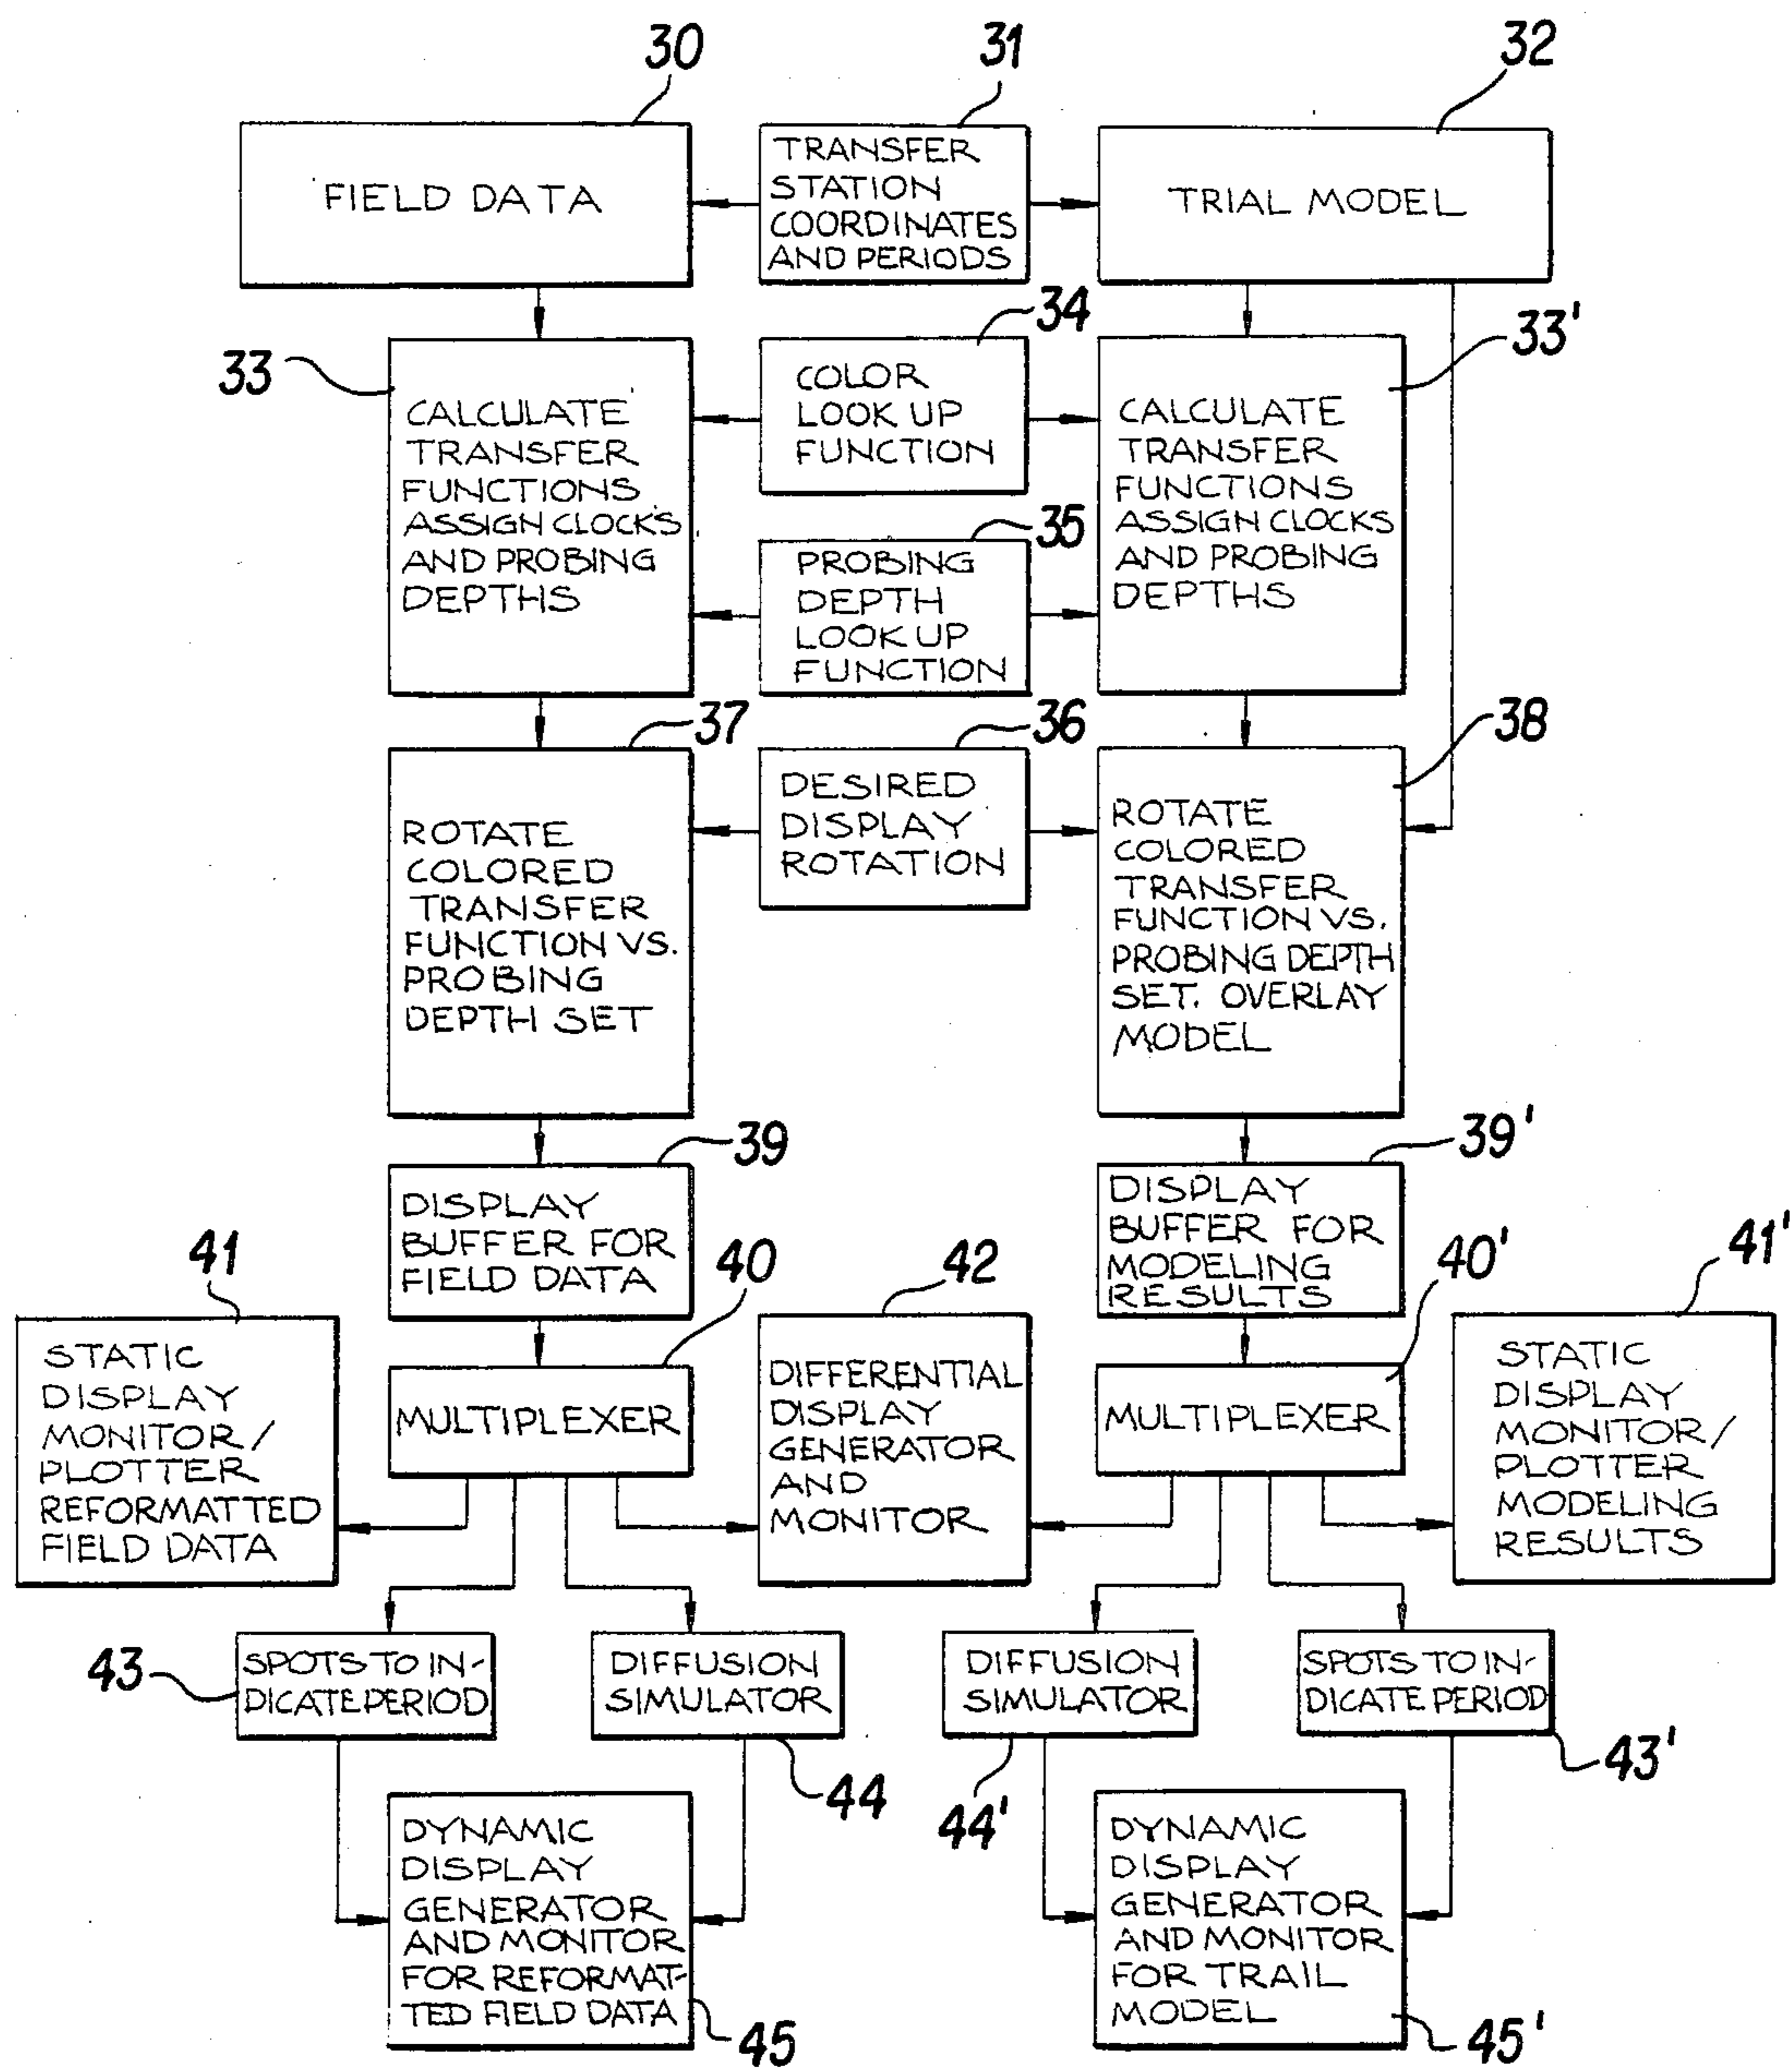 30
31
32
FIELD DATA
TRANSFER
STATION
COORDINATES
AND PERIODS
TRIAL MODEL
33
34
33'
CALCULATE
TRANSFER
FUNCTIONS
ASSIGN CLOCKS
AND PROBING
DEPTHS
COLOR
LOOK UP
FUNCTION
CALCULATE
TRANSFER
FUNCTIONS
ASSIGN CLOCKS
AND PROBING
DEPTHS
35
PROBING
DEPTH
LOOK UP
FUNCTION
37
36
38
ROTATE
COLORED
TRANSFER
FUNCTION VS.
PROBING
DEPTH SET
DESIRED
DISPLAY
ROTATION
ROTATE
COLORED
TRANSFER
FUNCTION VS.
PROBING DEPTH
SET. OVERLAY
MODEL
39
39'
DISPLAY
BUFFER FOR
FIELD DATA
DISPLAY
BUFFER FOR
MODELING
RESULTS
41
40
42
40'
41'
STATIC
DISPLAY
MONITOR/
PLOTTER
REFORMATTED
FIELD DATA
MULTIPLEXER
DIFFERENTIAL
DISPLAY
GENERATOR
AND
MONITOR
MULTIPLEXER
STATIC
DISPLAY
MONITOR/
PLOTTER
MODELING
RESULTS
43
SPOTS TO IN-
DICATE PERIOD
DIFFUSION
SIMULATOR
DIFFUSION
SIMULATOR
SPOTS TO IN-
DICATE PERIOD
44
44'
43'
DYNAMIC
DISPLAY
GENERATOR
AND MONITOR
FOR REFORMAT-
TED FIELD DATA
DYNAMIC
DISPLAY
GENERATOR
AND MONITOR
FOR TRAIL
MODEL
45
45'